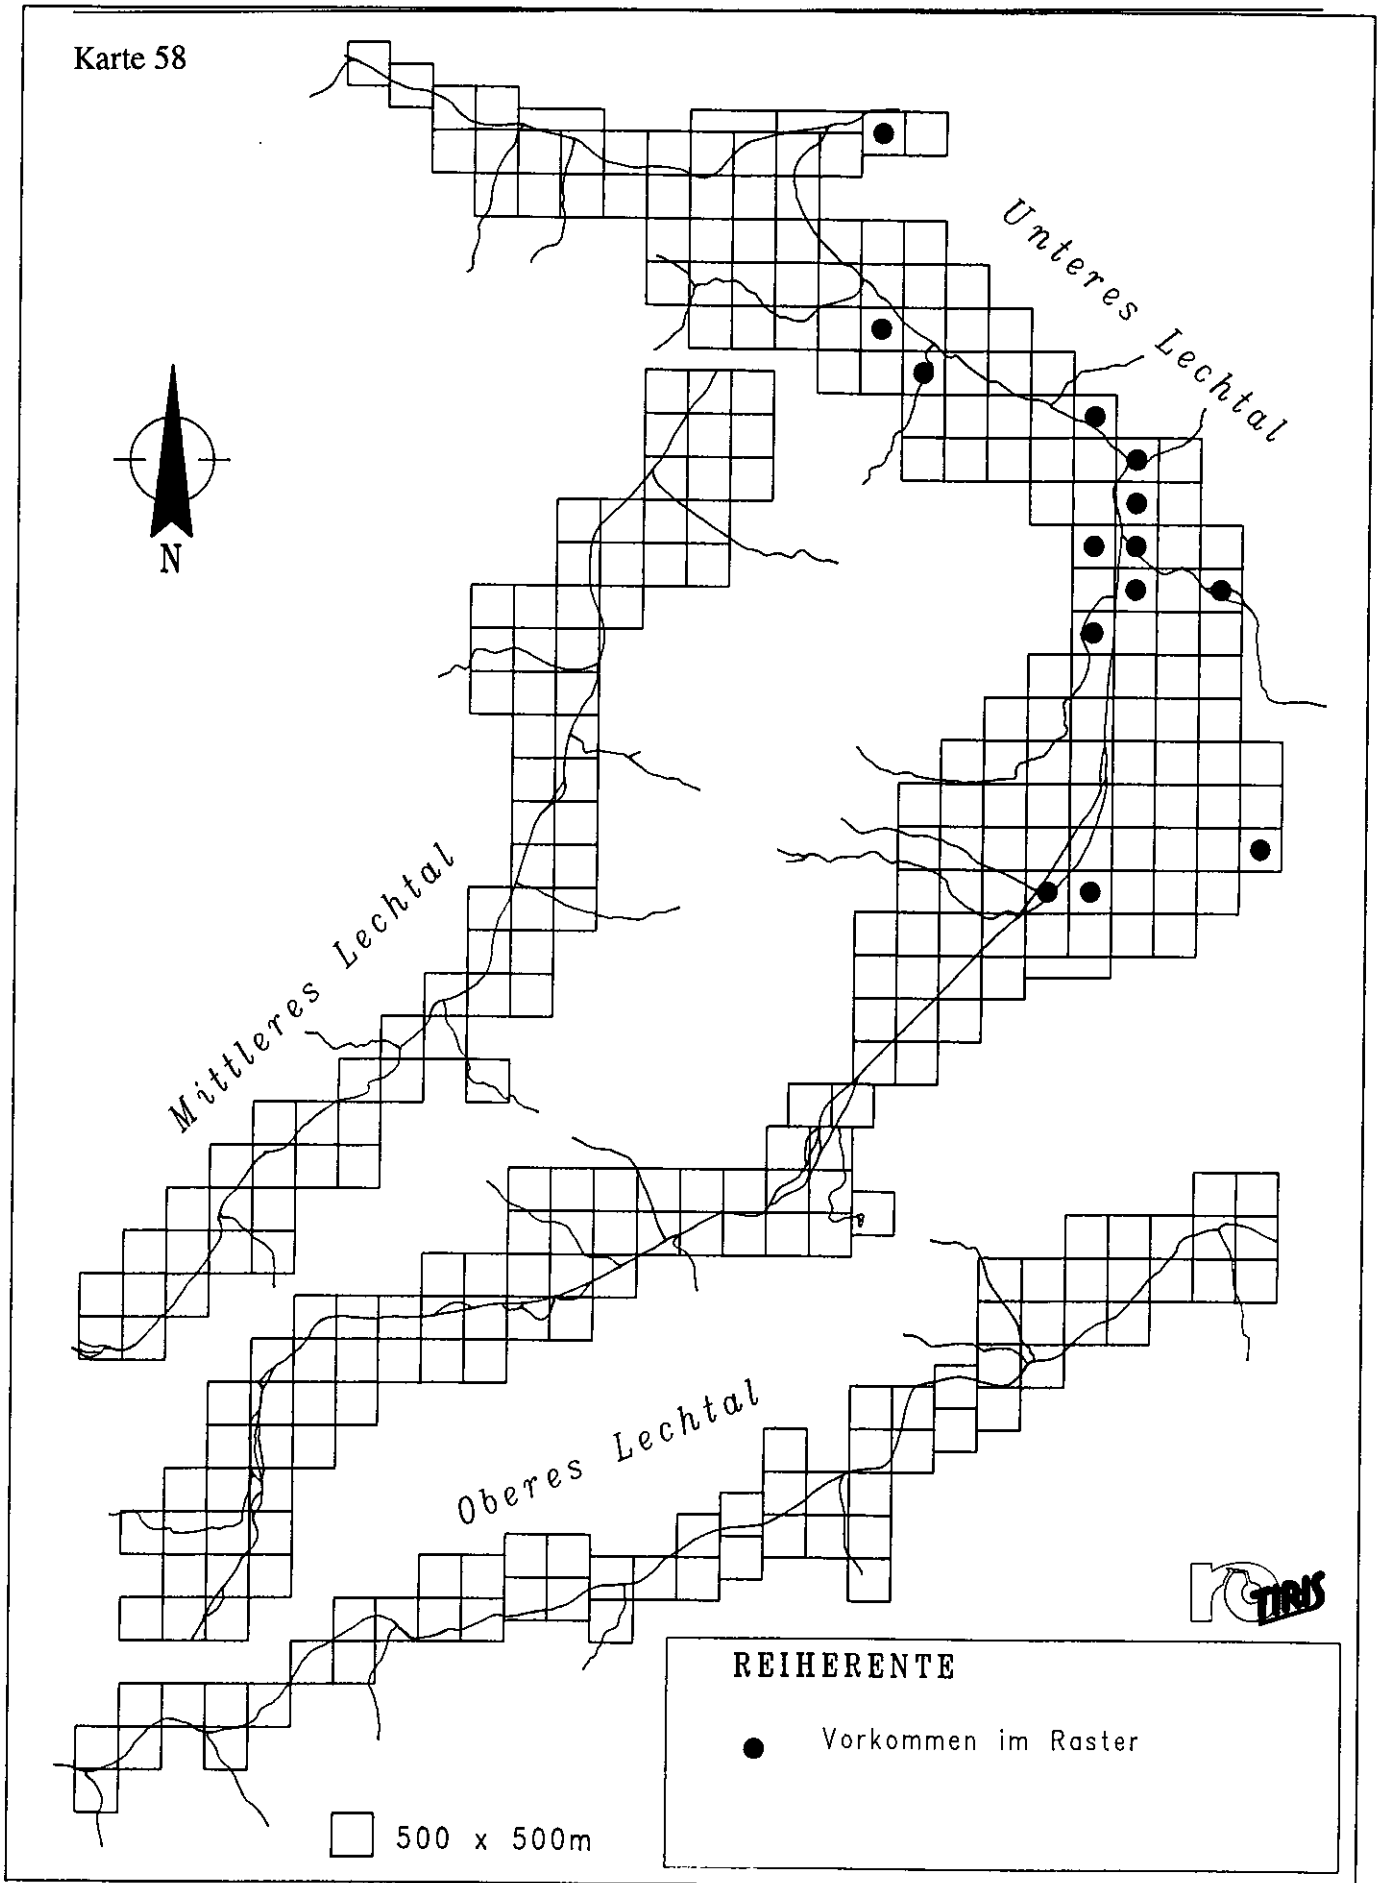 Karte 58
Unteres Lechtal
N
Mittleres Lechtal
Oberes Lechtal
TIRIS
REIHERENTE
Vorkommen im Raster
500 x 500m